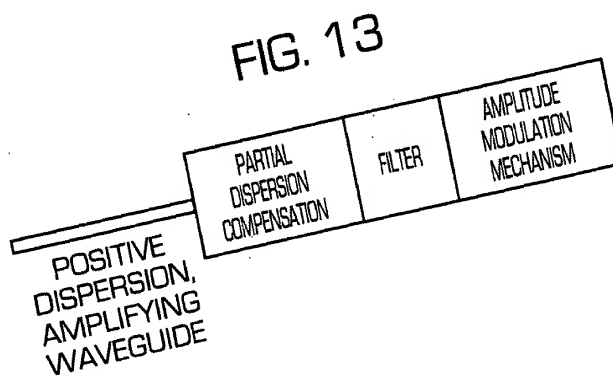 FIG. 13
PARTIAL
DISPERSION
COMPENSATION
FILTER
AMPLITUDE
MODULATION
MECHANISM
POSITIVE
DISPERSION,
AMPLIFYING
WAVEGUIDE